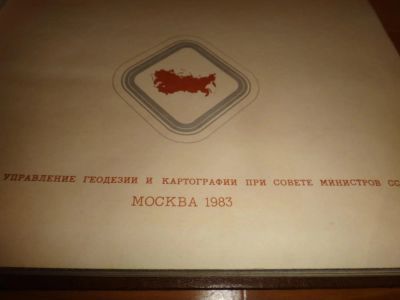 УПРАВЛЕНИЕ ГЕОДЕЗИИ И КАРТОГРАФИИ ПРИ СОВЕТЕ МИНИСТРОВ СС
МОСКВА 1983